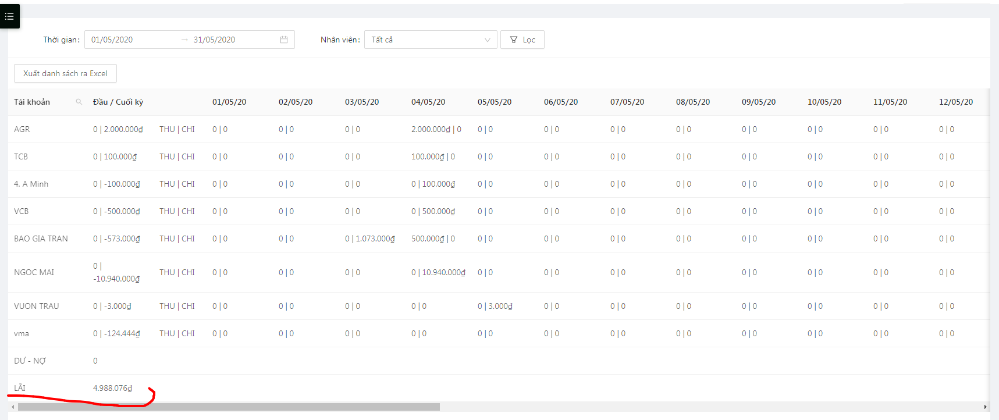 Thời gian: 01/05/2020 → 31/05/2020 Nhân viên: Tất cả Lọc
Xuất danh sách ra Excel
Tài khoản Đầu / Cuối kỳ 01/05/20 02/05/20 03/05/20 04/05/20 05/05/20 06/05/20 07/05/20 08/05/20 09/05/20 10/05/20 11/05/20 12/05/20
AGR 0 | 2.000.000₫ THU | CHI 0 | 0 0 | 0 0 | 0 2.000.000₫ | 0 0 | 0 0 | 0 0 | 0 0 | 0 0 | 0 0 | 0 0 | 0 0 | 0
TCB 0 | 100.000₫ THU | CHI 0 | 0 0 | 0 0 | 0 100.000₫ | 0 0 | 0 0 | 0 0 | 0 0 | 0 0 | 0 0 | 0 0 | 0 0 | 0
4. A Minh 0 | -100.000₫ THU | CHI 0 | 0 0 | 0 0 | 0 0 | 100.000₫ 0 | 0 0 | 0 0 | 0 0 | 0 0 | 0 0 | 0 0 | 0 0 | 0
VCB 0 | -500.000₫ THU | CHI 0 | 0 0 | 0 0 | 0 0 | 500.000₫ 0 | 0 0 | 0 0 | 0 0 | 0 0 | 0 0 | 0 0 | 0 0 | 0
BAO GIA TRAN 0 | -573.000₫ THU | CHI 0 | 0 0 | 0 0 | 1.073.000₫ 500.000₫ | 0 0 | 0 0 | 0 0 | 0 0 | 0 0 | 0 0 | 0 0 | 0 0 | 0
NGOC MAI 0 |
-10.940.000₫ THU | CHI 0 | 0 0 | 0 0 | 0 0 | 10.940.000₫ 0 | 0 0 | 0 0 | 0 0 | 0 0 | 0 0 | 0 0 | 0 0 | 0
VUON TRAU 0 | -3.000₫ THU | CHI 0 | 0 0 | 0 0 | 0 0 | 0 0 | 3.000₫ 0 | 0 0 | 0 0 | 0 0 | 0 0 | 0 0 | 0 0 | 0
vma 0 | -124.444₫ THU | CHI 0 | 0 0 | 0 0 | 0 0 | 0 0 | 0 0 | 0 0 | 0 0 | 0 0 | 0 0 | 0 0 | 0 0 | 0
DƯ - NỢ 0
LÃI 4.988.076₫